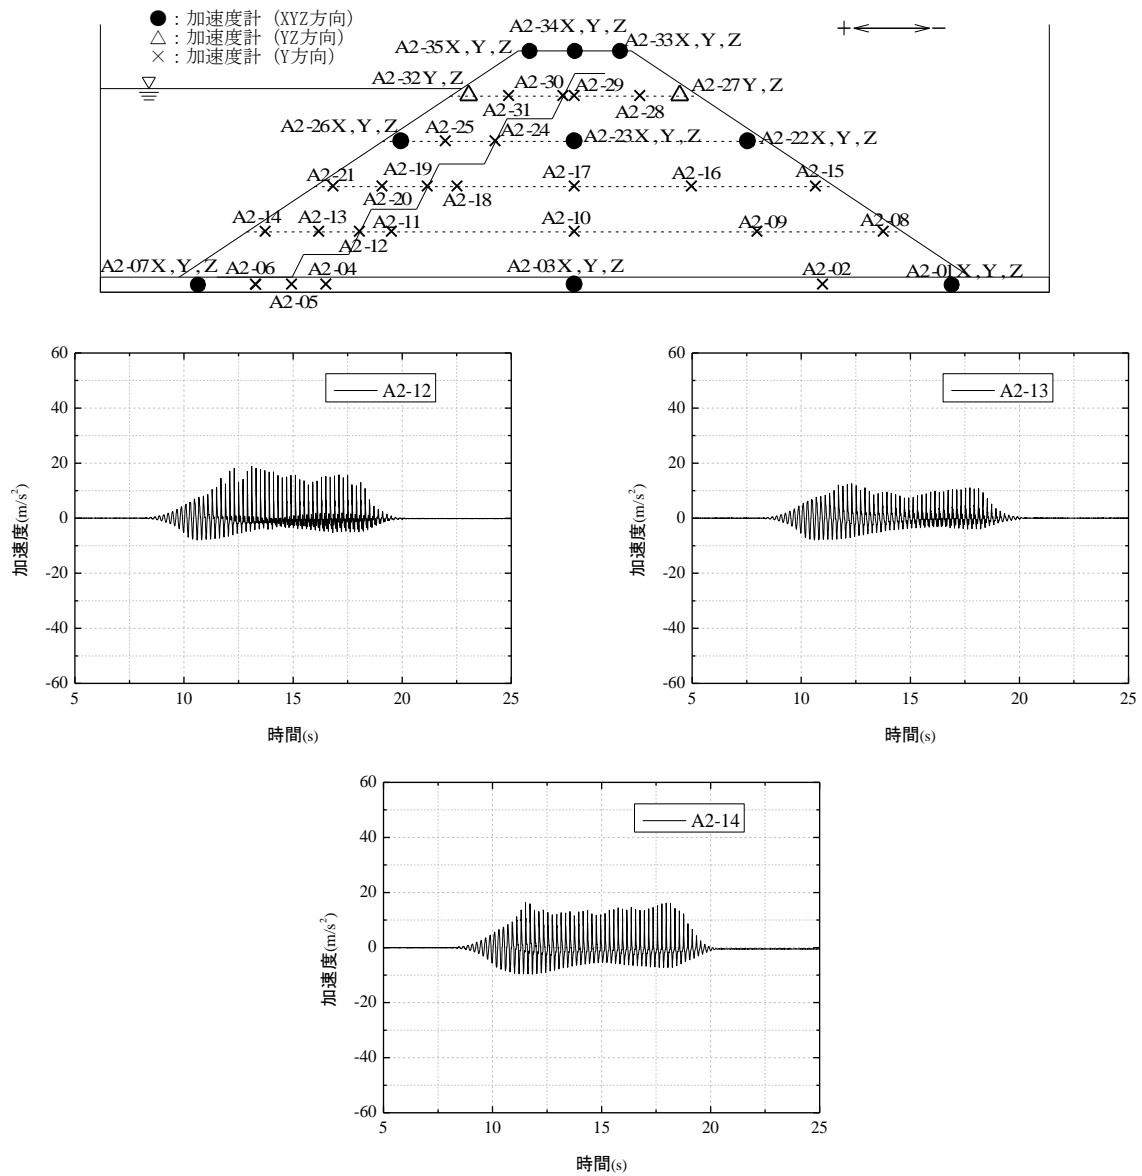 ●：加速度計 (XYZ方向)
△：加速度計 (YZ方向)
×：加速度計 (Y方向)
A2-34X, Y, Z
A2-35X, Y, Z
A2-33X, Y, Z
+ −
A2-32Y, Z
A2-30
A2-29
A2-27Y, Z
A2-31
A2-28
A2-26X, Y, Z
A2-25
A2-24
A2-23X, Y, Z
A2-22X, Y, Z
A2-21
A2-19
A2-17
A2-16
A2-15
A2-20
A2-18
A2-14
A2-13
A2-11
A2-10
A2-09
A2-08
A2-12
A2-07X, Y, Z
A2-06
A2-04
A2-03X, Y, Z
A2-02
A2-01X, Y, Z
A2-05
60
40
20
0
-20
-40
-60
加速度(m/s²)
A2-12
5 10 15 20 25
時間(s)
60
40
20
0
-20
-40
-60
加速度(m/s²)
A2-13
5 10 15 20 25
時間(s)
60
40
20
0
-20
-40
-60
加速度(m/s²)
A2-14
5 10 15 20 25
時間(s)